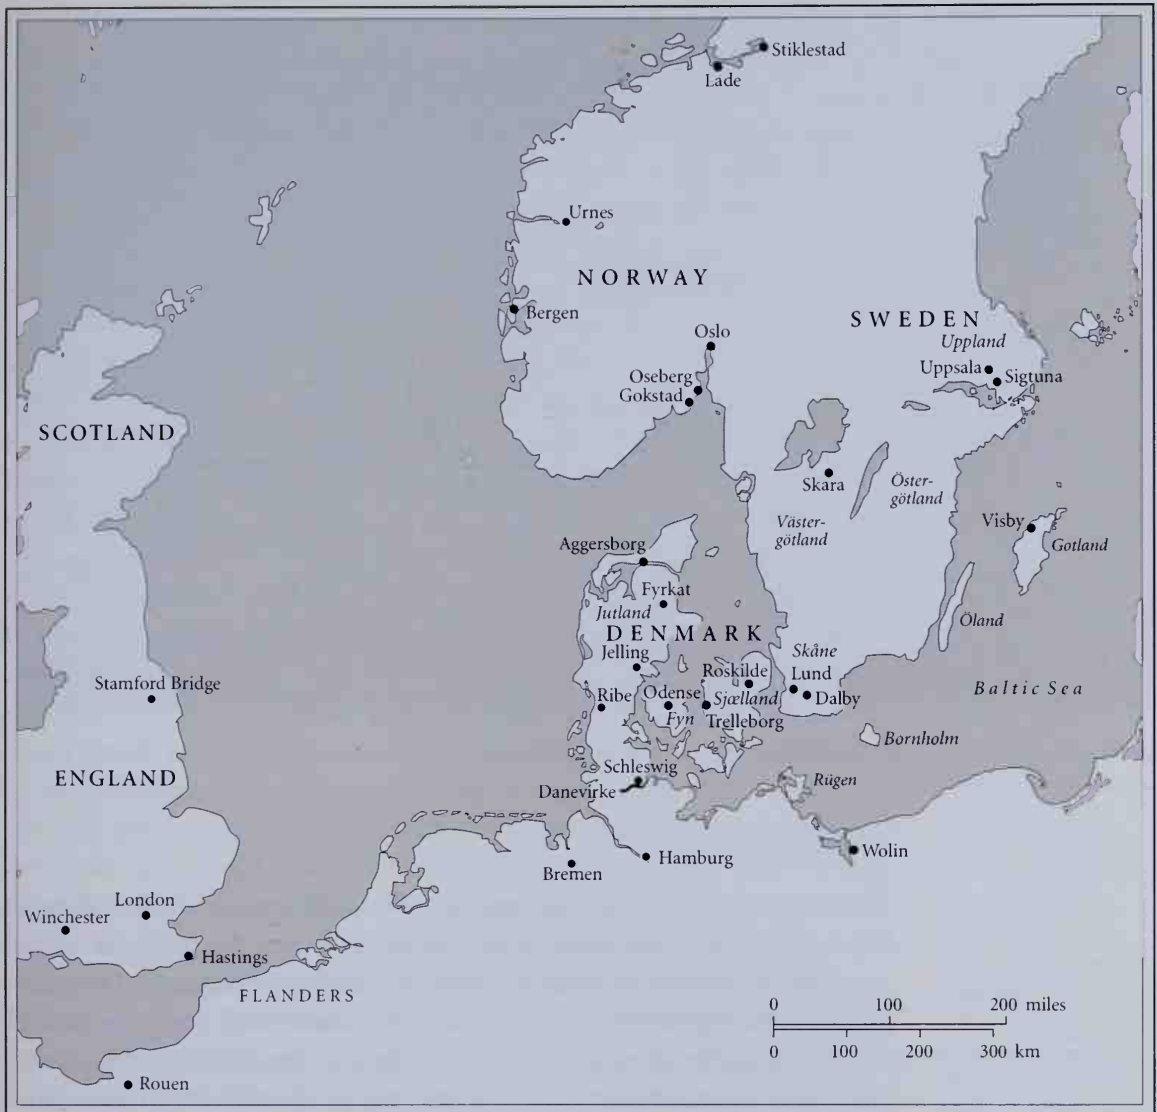 Stiklestad
Lade
Urnes
NORWAY
Bergen
SWEDEN
Uppland
Oslo
Uppsala
Sigtuna
Oseberg
Gokstad
SCOTLAND
Skara
Öster-
götland
Väster-
götland
Visby
Gotland
Aggersborg
Fyrkat
Jutland
Öland
DENMARK
Jelling
Skåne
Roskilde
Lund
Stamford Bridge
Ribe
Odense
Sjælland
Dalby
Baltic Sea
Fyn
Trelleborg
Bornholm
ENGLAND
Schleswig
Rügen
Danevirke
Hamburg
Wolin
Bremen
London
Winchester
Hastings
FLANDERS
0 100 200 miles
0 100 200 300 km
Rouen